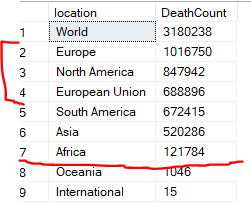 location DeathCount
1 World 3180238
2 Europe 1016750
3 North America 847942
4 European Union 688896
5 South America 672415
6 Asia 520286
7 Africa 121784
8 Oceania 1046
9 International 15